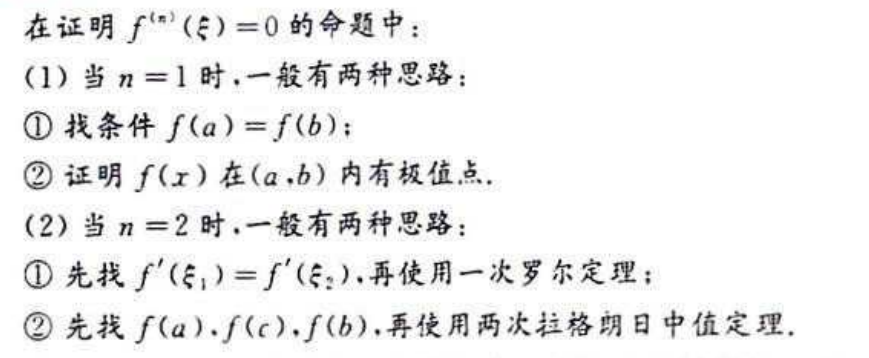 在证明 f⁽ⁿ⁾(ξ)=0 的命题中：
(1) 当 n=1 时,一般有两种思路：
① 找条件 f(a)=f(b);
② 证明 f(x) 在(a,b) 内有极值点.
(2) 当 n=2 时,一般有两种思路：
① 先找 f′(ξ₁)=f′(ξ₂),再使用一次罗尔定理;
② 先找 f(a),f(c),f(b),再使用两次拉格朗日中值定理.